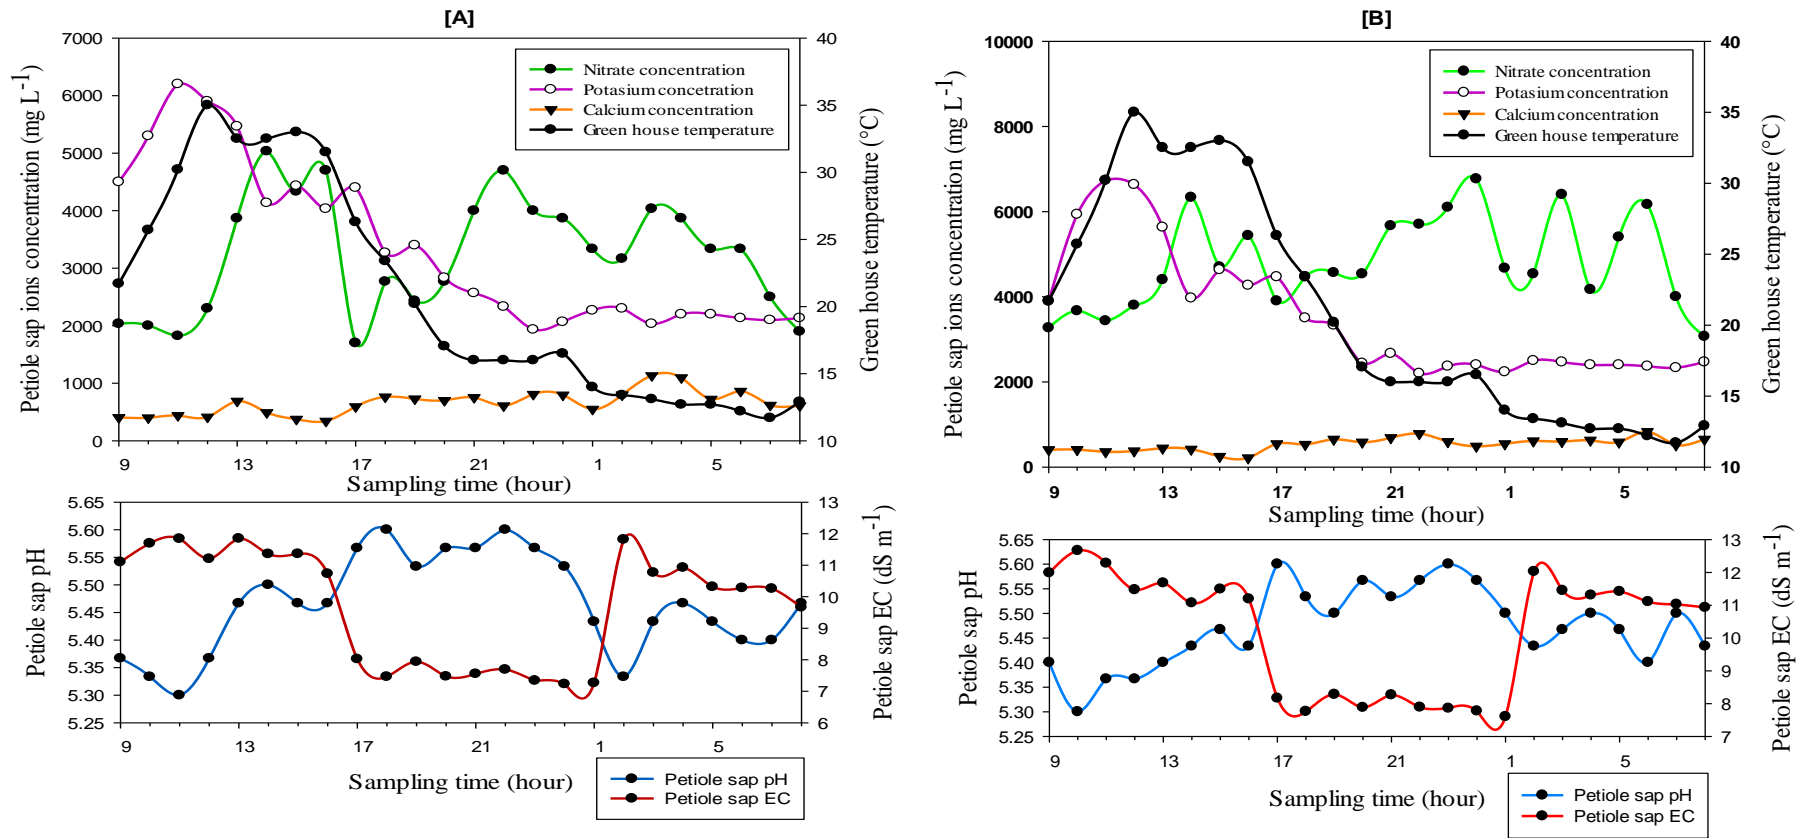 [A]
7000
6000
5000
4000
3000
2000
1000
0
Petiole sap ions concentration (mg L-1)
40
35
30
25
20
15
10
Green house temperature (°C)
Nitrate concentration
Potasium concetration
Calcium concentration
Green house temperature
9 13 17 21 1 5
Sampling time (hour)
5.65
5.60
5.55
5.50
5.45
5.40
5.35
5.30
5.25
Petiole sap pH
13
12
11
10
9
8
7
6
Petiole sap EC (dS m-1)
9 13 17 21 1 5
Sampling time (hour)
Petiole sap pH
Petiole sap EC
[B]
10000
8000
6000
4000
2000
0
Petiole sap ions concentration (mg L-1)
40
35
30
25
20
15
10
Green house temperature (°C)
Nitrate concentration
Potasium concentration
Calcium concentration
Green house temperature
9 13 17 21 1 5
Sampling time (hour)
5.65
5.60
5.55
5.50
5.45
5.40
5.35
5.30
5.25
Petiole sap pH
13
12
11
10
9
8
7
Petiole sap EC (dS m-1)
9 13 17 21 1 5
Sampling time (hour)
Petiole sap pH
Petiole sap EC